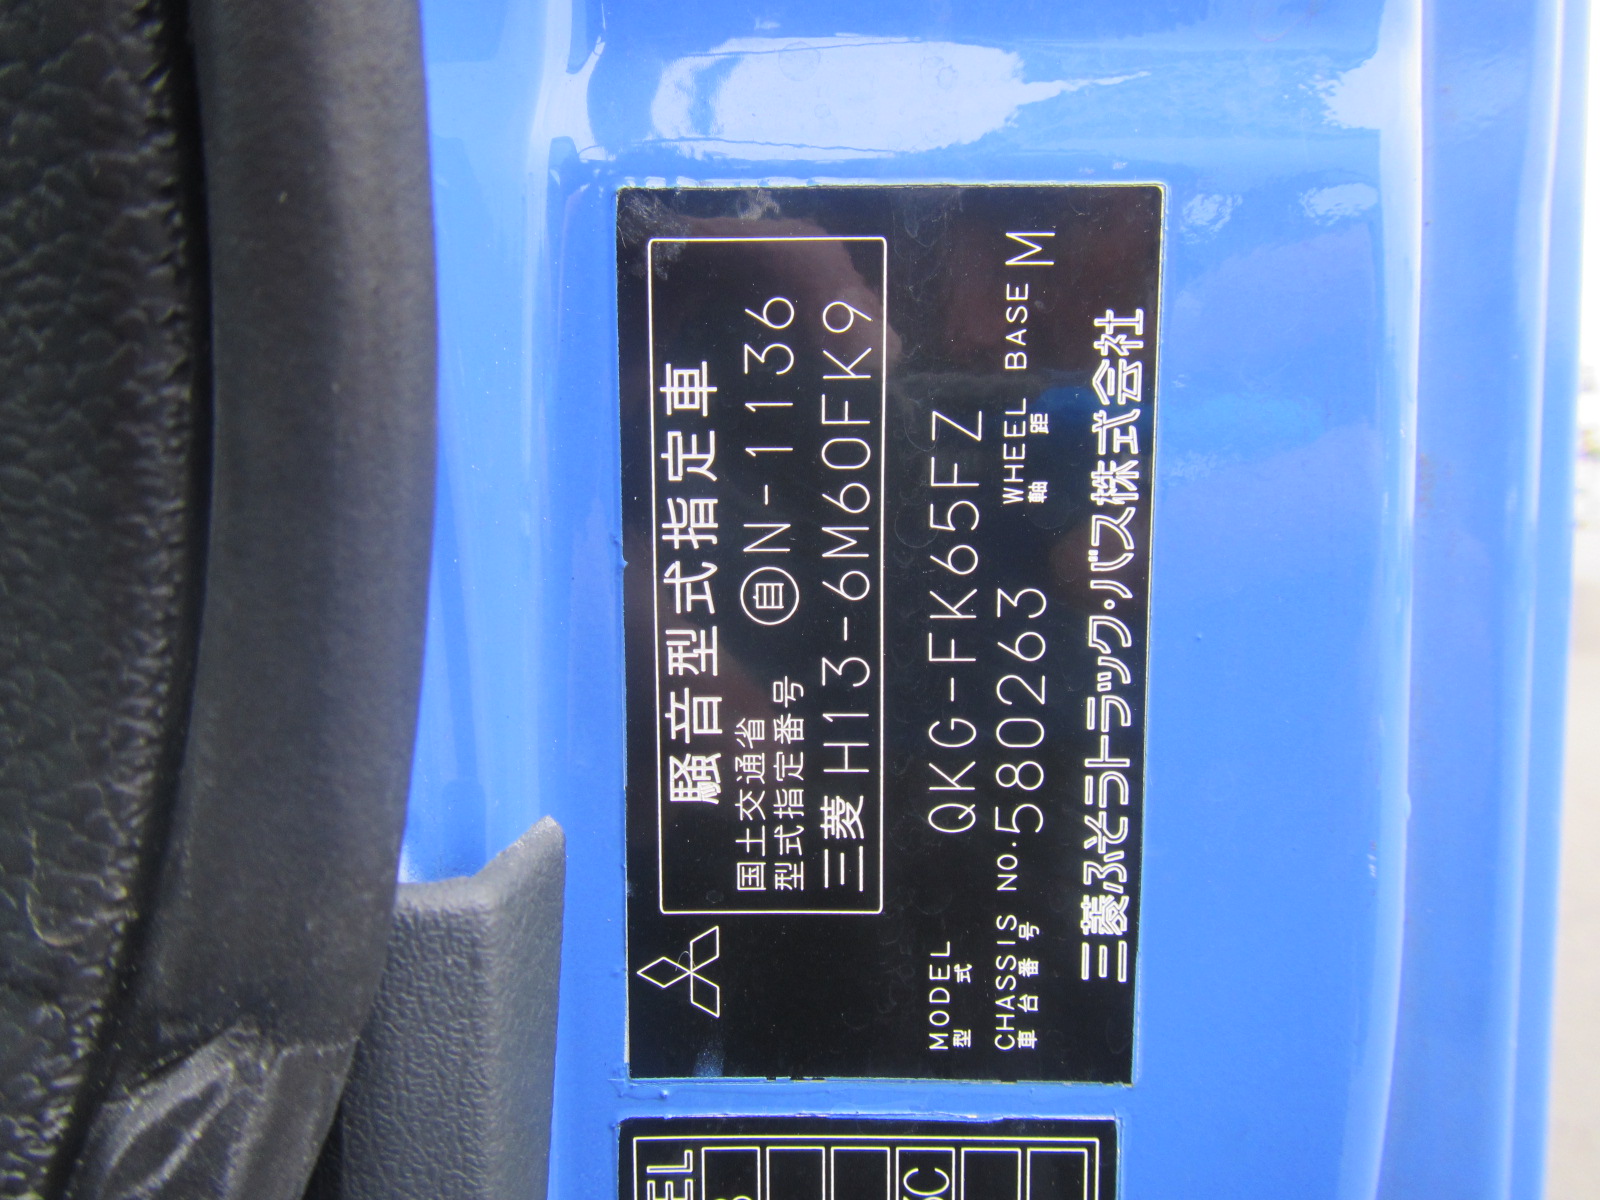 騒音型式指定車
国土交通省
型式指定番号 自 N-1136
三菱 H13-6M60FK9
MODEL QKG-FK65FZ
型式
CHASSIS NO. 580263 WHEEL BASE M
車台番号 軸距
三菱ふそうトラック・バス株式会社